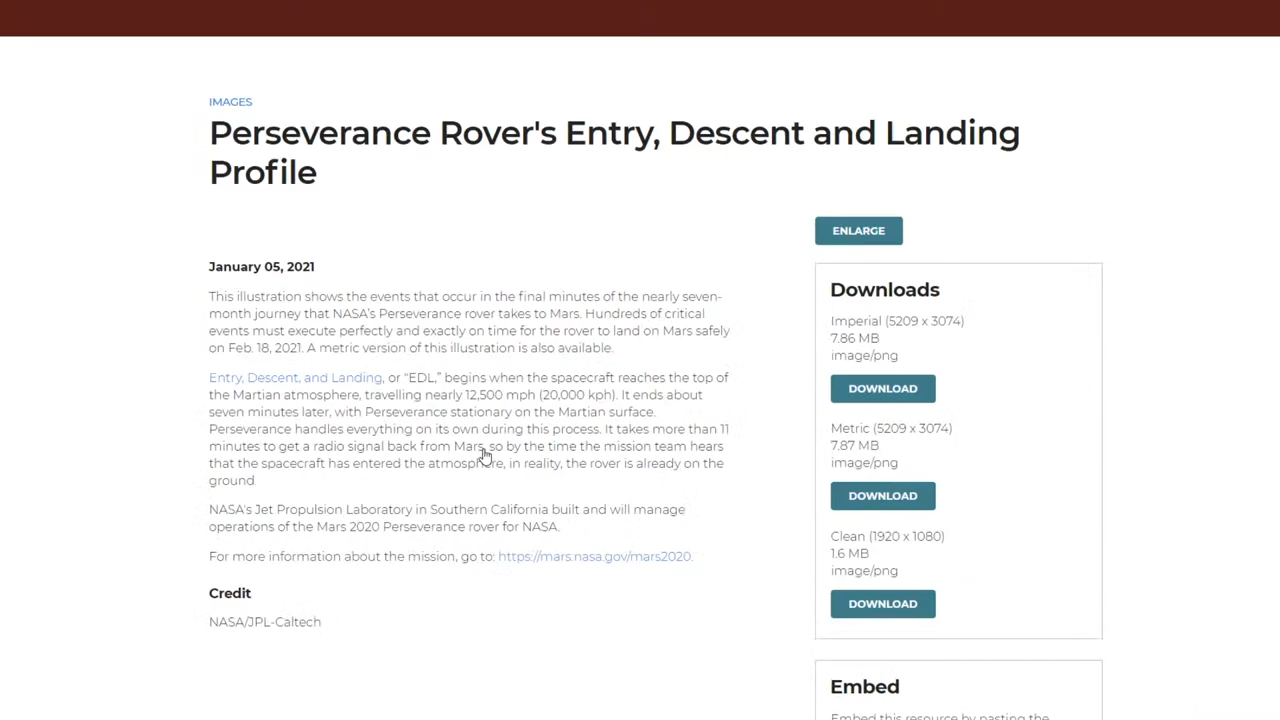 IMAGES
Perseverance Rover's Entry, Descent and Landing
Profile
ENLARGE
January 05, 2021
This illustration shows the events that occur in the final minutes of the nearly seven-
month journey that NASA's Perseverance rover takes to Mars. Hundreds of critical
events must execute perfectly and exactly on time for the rover to land on Mars safely
on Feb. 18, 2021. A metric version of this illustration is also available.
Entry, Descent, and Landing, or “EDL,” begins when the spacecraft reaches the top of
the Martian atmosphere, travelling nearly 12,500 mph (20,000 kph). It ends about
seven minutes later, with Perseverance stationary on the Martian surface.
Perseverance handles everything on its own during this process. It takes more than 11
minutes to get a radio signal back from Mars, so by the time the mission team hears
that the spacecraft has entered the atmosphere, in reality, the rover is already on the
ground.
NASA's Jet Propulsion Laboratory in Southern California built and will manage
operations of the Mars 2020 Perseverance rover for NASA.
For more information about the mission, go to: https://mars.nasa.gov/mars2020.
Credit
NASA/JPL-Caltech
Downloads
Imperial (5209 x 3074)
7.86 MB
image/png
DOWNLOAD
Metric (5209 x 3074)
7.87 MB
image/png
DOWNLOAD
Clean (1920 x 1080)
1.6 MB
image/png
DOWNLOAD
Embed
Embed this resource by pasting the